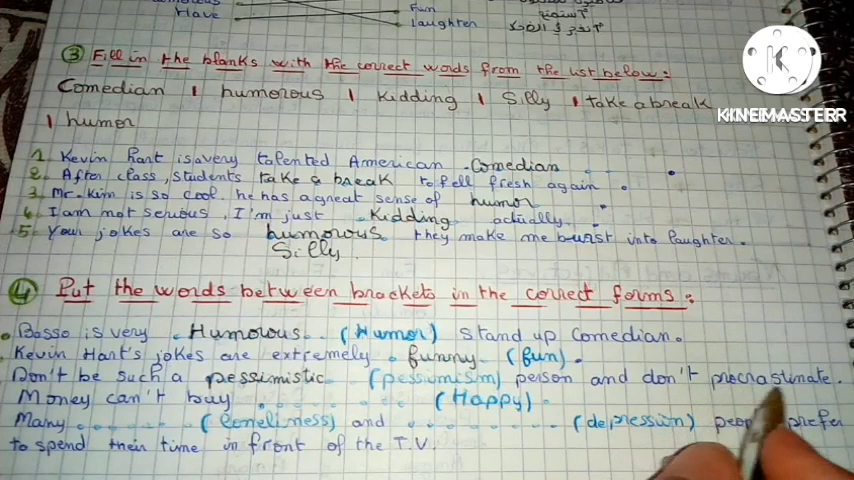 Have
Fun
Laughter
③ Fill in the blanks with the correct words from the list below:
Comedian | humorous | kidding | Silly | take a break
| humor
KINEMASTER
1 Kevin Hart is a very talented American .Comedian . .
2. After class, students take a break to fell fresh again .
3 Mr. Kim is so cool, he has a great sense of humor .
4 I am not serious, I'm just .Kidding actually.
5 Your jokes are so humorous. they make me burst into laughter.
Silly.
④ Put the words between brackets in the correct forms:
Basso is very .Humorous. (Humor) stand up comedian.
Kevin Hart's jokes are extremely . funny. (fun).
Don't be such a pessimistic. (pessimism) person and don't procrastinate.
Money can't buy .......... (Happy).
Many ...... (Loneliness) and .......... (depression) prefer
to spend their time in front of the T.V.